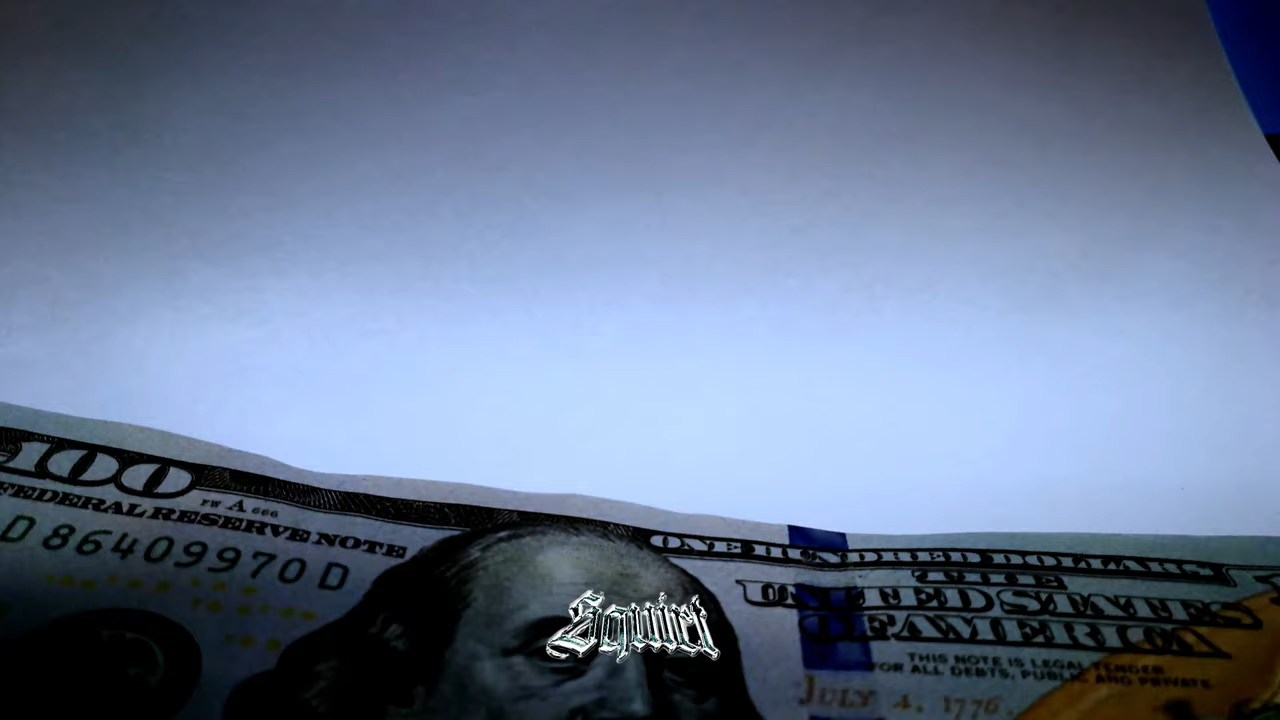 100
FW A 666
FEDERAL RESERVE NOTE
D 86409970 D
ONE HUNDRED DOLLARS
THE
UNITED STATES
OF AMERICA
THIS NOTE IS LEGAL TENDER
FOR ALL DEBTS, PUBLIC AND PRIVATE
JULY 4, 1776.
Squirt